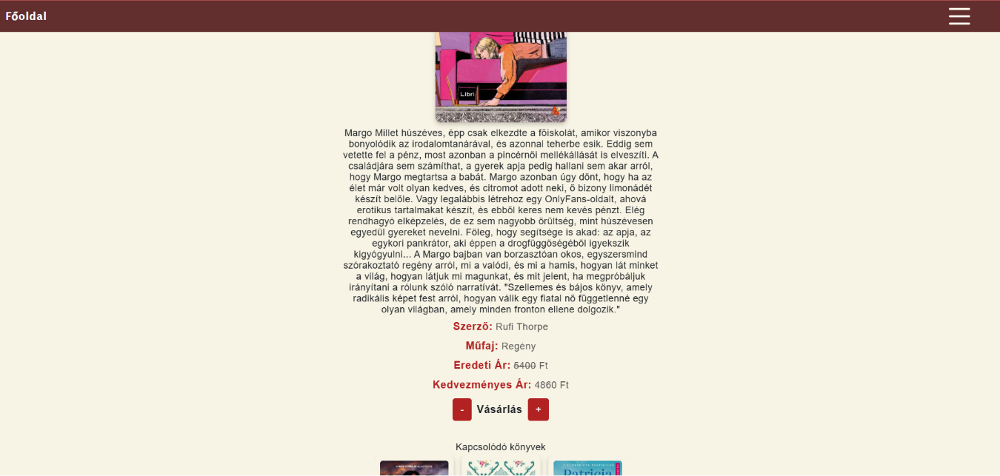 Főoldal
Libri
Margo Millet húszéves, épp csak elkezdte a főiskolát, amikor viszonyba
bonyolódik az irodalomtanárával, és azonnal teherbe esik. Eddig sem
vetette fel a pénz, most azonban a pincérnői mellékállását is elveszíti. A
családjára sem számíthat, a gyerek apja pedig hallani sem akar arról,
hogy Margo megtartsa a babát. Margo azonban úgy dönt, hogy ha az
élet már volt olyan kedves, és citromot adott neki, ő bizony limonádét
készít belőle. Vagy legalábbis létrehoz egy OnlyFans-oldalt, ahová
erotikus tartalmakat készít, és ebből keres nem kevés pénzt. Elég
rendhagyó elképzelés, de ez sem nagyobb őrültség, mint húszévesen
egyedül gyereket nevelni. Főleg, hogy segítsége is akad: az apja, az
egykori pankrátor, aki éppen a drogfüggőségéből igyekszik
kigyógyulni... A Margo bajban van borzasztóan okos, egyszersmind
szórakoztató regény arról, mi a valódi, és mi a hamis, hogyan lát minket
a világ, hogyan látjuk mi magunkat, és mit jelent, ha megpróbáljuk
irányítani a rólunk szóló narratívát. "Szellemes és bájos könyv, amely
radikális képet fest arról, hogyan válik egy fiatal nő függetlenné egy
olyan világban, amely minden fronton ellene dolgozik."
Szerző: Rufi Thorpe
Műfaj: Regény
Eredeti Ár: 5400 Ft
Kedvezményes Ár: 4860 Ft
- Vásárlás +
Kapcsolódó könyvek
Patricia